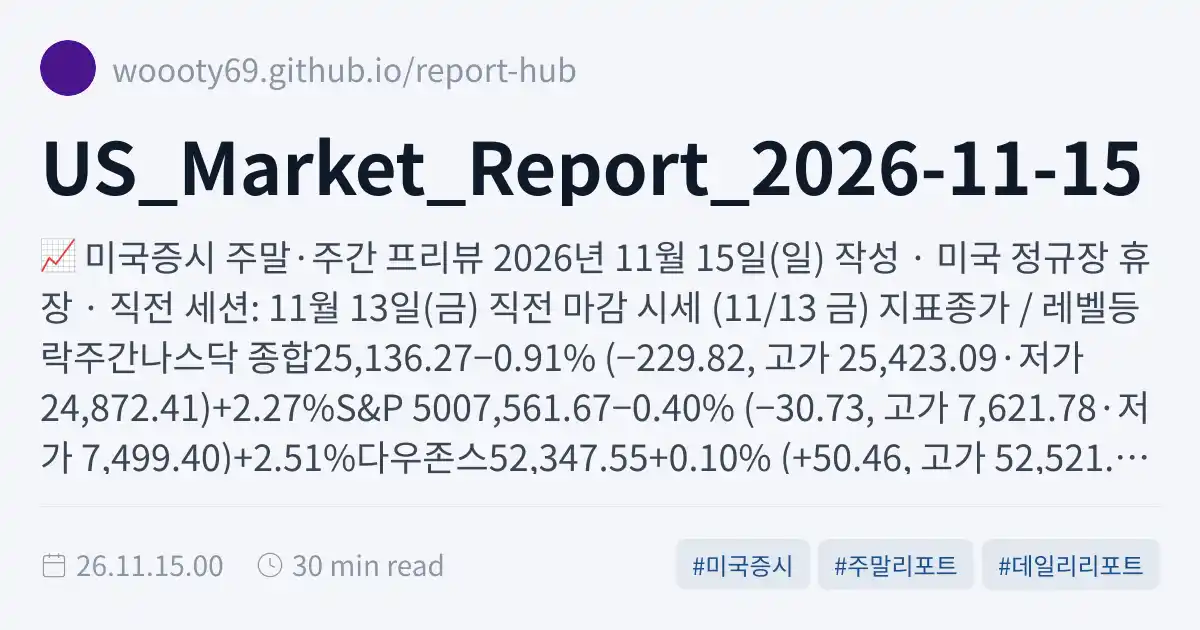 woooty69.github.io/report-hub
US_Market_Report_2026-11-15
📈 미국증시 주말·주간 프리뷰 2026년 11월 15일(일) 작성 · 미국 정규장 휴
장 · 직전 세션: 11월 13일(금) 직전 마감 시세 (11/13 금) 지표종가 / 레벨등
락주간나스닥 종합25,136.27−0.91% (−229.82, 고가 25,423.09·저가
24,872.41)+2.27%S&P 5007,561.67−0.40% (−30.73, 고가 7,621.78·저
가 7,499.40)+2.51%다우존스52,347.55+0.10% (+50.46, 고가 52,521.⋯
26.11.15.00 30 min read #미국증시 #주말리포트 #데일리리포트